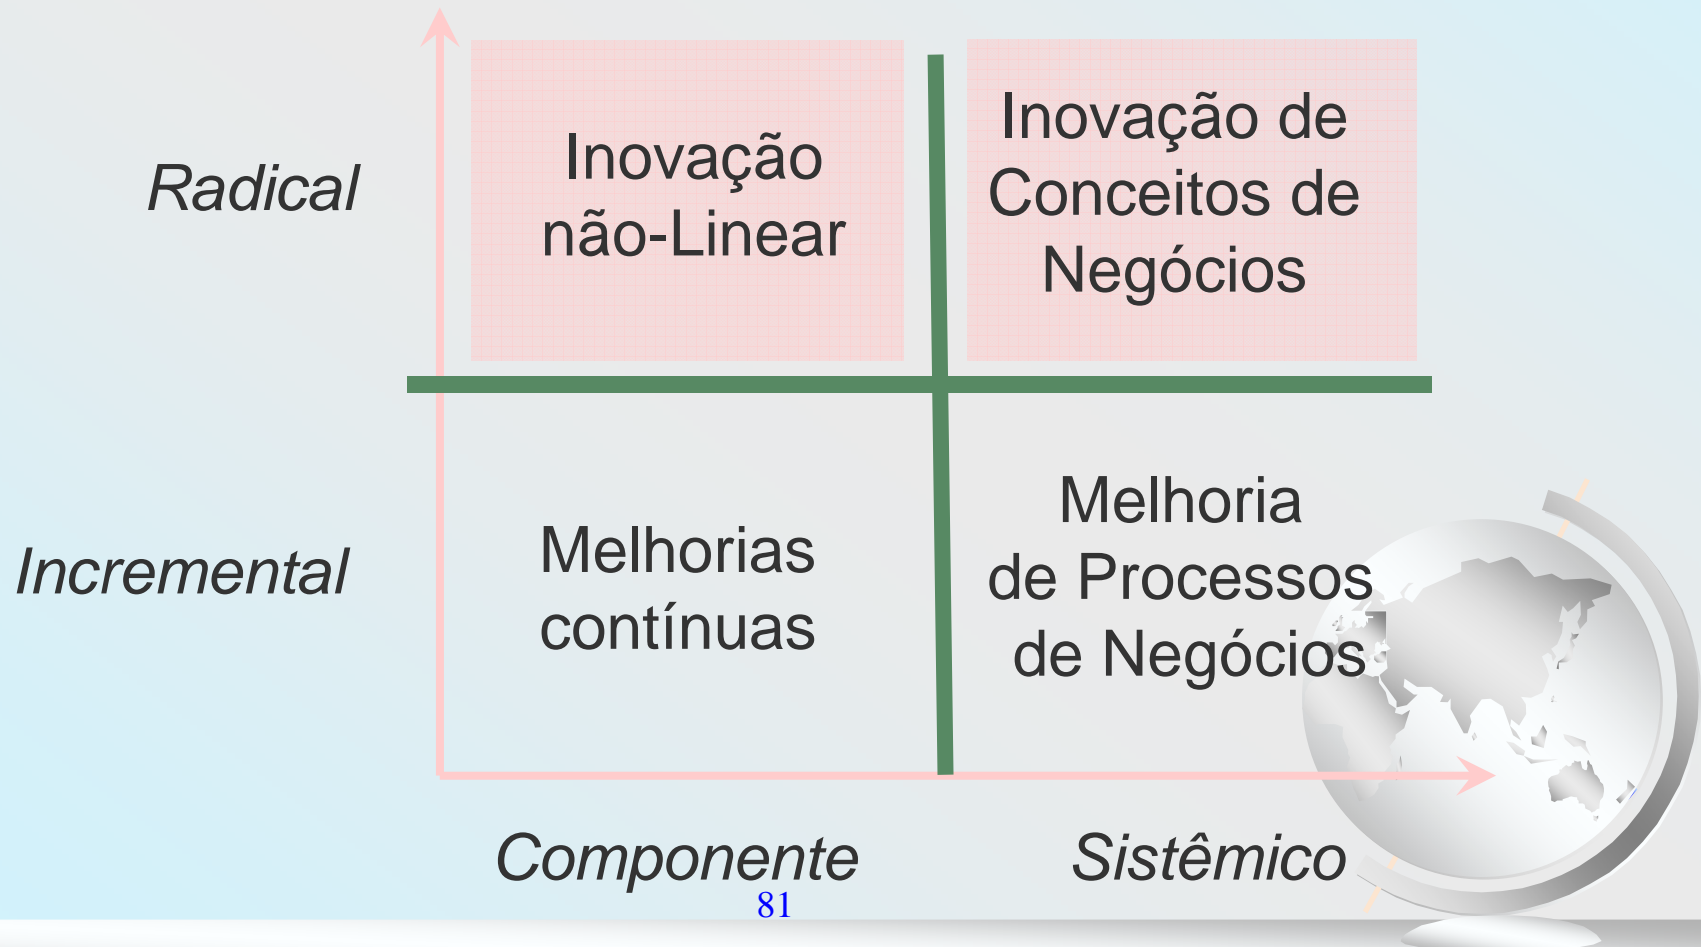 Radical
Inovação
não-Linear
Inovação de
Conceitos de
Negócios
Incremental
Melhorias
contínuas
Melhoria
de Processos
de Negócios
Componente
Sistêmico
81